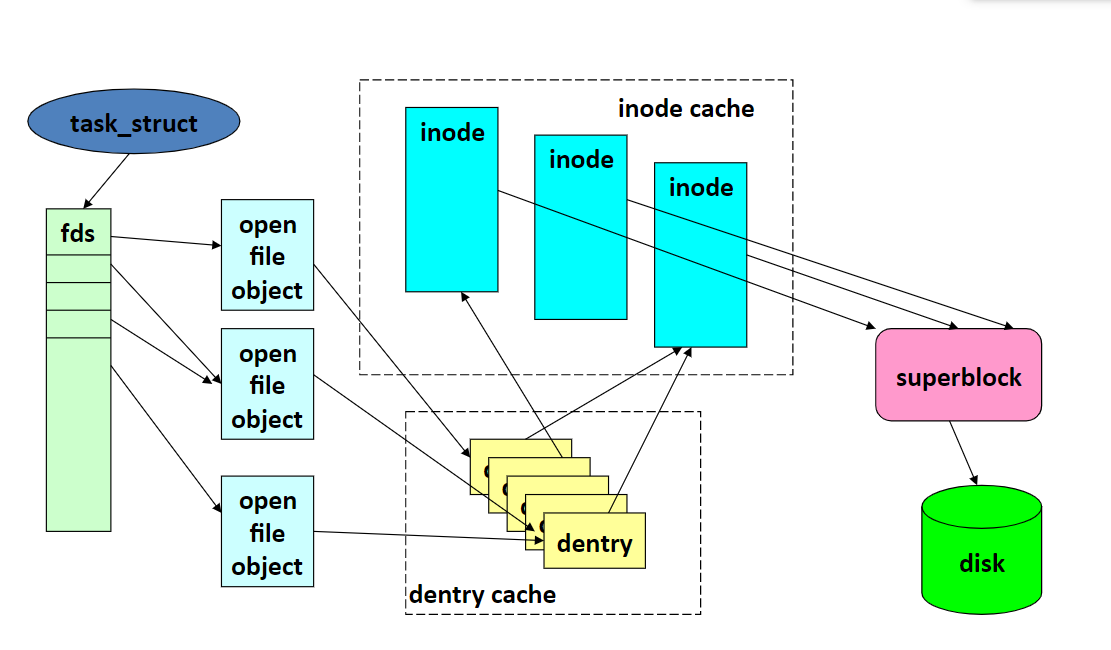 task_struct
fds
open
file
object
open
file
object
open
file
object
inode cache
inode
inode
inode
superblock
disk
dentry
dentry cache